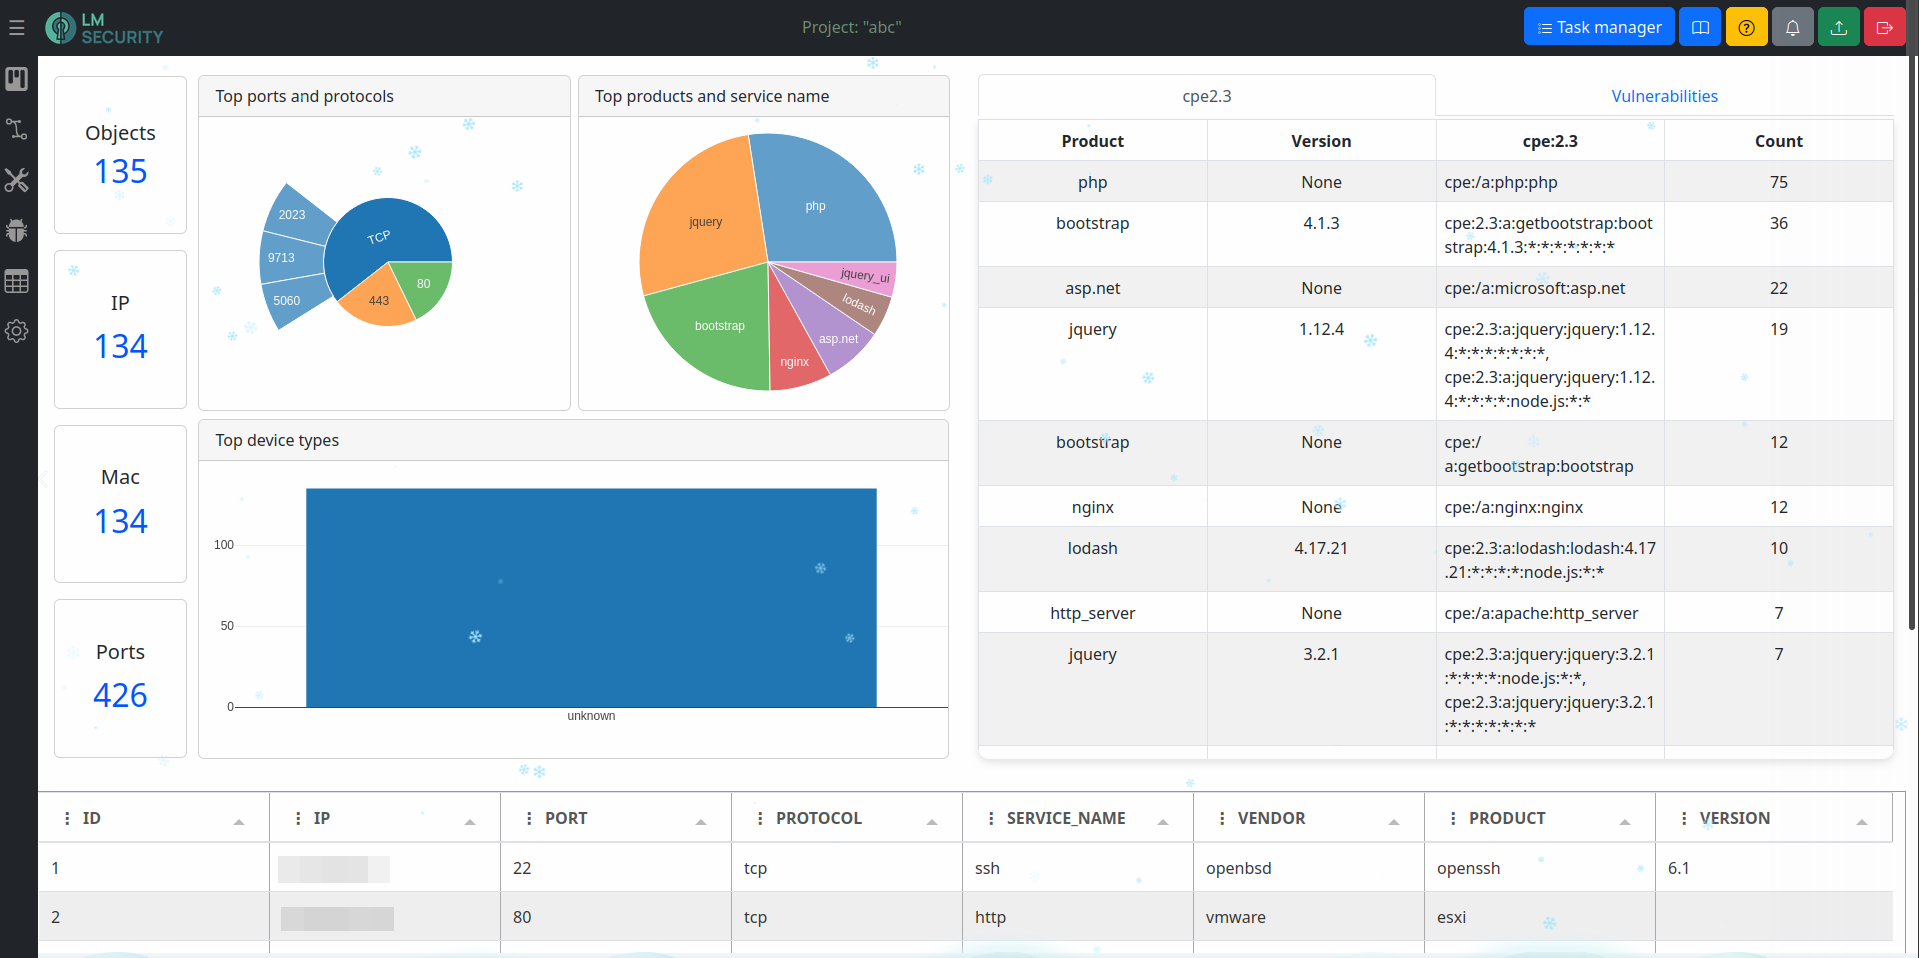 LM
SECURITY
Project: "abc"
Task manager
Objects
135
IP
134
Mac
134
Ports
426
Top ports and protocols
2023
9713
5060
TCP
443
80
Top products and service name
php
jquery
bootstrap
nginx
asp.net
lodash
jquery_ui
Top device types
100
50
0
unknown
cpe2.3
Vulnerabilities
Product Version cpe:2.3 Count
php None cpe:/a:php:php 75
bootstrap 4.1.3 cpe:2.3:a:getbootstrap:boot 36
strap:4.1.3:*:*:*:*:*:*:*
asp.net None cpe:/a:microsoft:asp.net 22
jquery 1.12.4 cpe:2.3:a:jquery:jquery:1.12. 19
4:*:*:*:*:*:*:*,
cpe:2.3:a:jquery:jquery:1.12.
4:*:*:*:*:node.js:*:*
bootstrap None cpe:/ 12
a:getbootstrap:bootstrap
nginx None cpe:/a:nginx:nginx 12
lodash 4.17.21 cpe:2.3:a:lodash:lodash:4.17 10
.21:*:*:*:*:node.js:*:*
http_server None cpe:/a:apache:http_server 7
jquery 3.2.1 cpe:2.3:a:jquery:jquery:3.2.1 7
:*:*:*:*:node.js:*:*,
cpe:2.3:a:jquery:jquery:3.2.1
:*:*:*:*:*:*:*
ID IP PORT PROTOCOL SERVICE_NAME VENDOR PRODUCT VERSION
1 22 tcp ssh openbsd openssh 6.1
2 80 tcp http vmware esxi